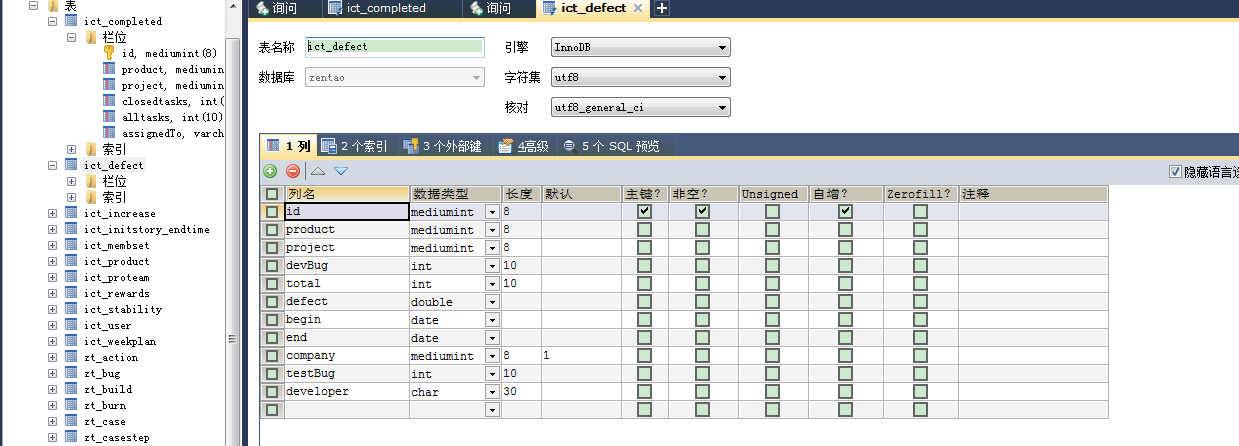 表
ict_completed
栏位
id, mediumint(8)
product, mediumin
project, mediumin
closedtasks, int(
alltasks, int(10)
assignedTo, varch
索引
ict_defect
栏位
索引
ict_increase
ict_initstory_endtime
ict_membset
ict_product
ict_proteam
ict_rewards
ict_stability
ict_user
ict_weekplan
zt_action
zt_bug
zt_build
zt_burn
zt_case
zt_casestep
询问 ict_completed 询问 ict_defect
表名称 ict_defect 引擎 InnoDB
数据库 zentao 字符集 utf8
核对 utf8_general_ci
1 列 2 个索引 3 个外部键 4高级 5 个 SQL 预览
隐藏语言选
列名 数据类型 长度 默认 主键? 非空? Unsigned 自增? Zerofill? 注释
id mediumint 8
product mediumint 8
project mediumint 8
devBug int 10
total int 10
defect double
begin date
end date
company mediumint 8 1
testBug int 10
developer char 30